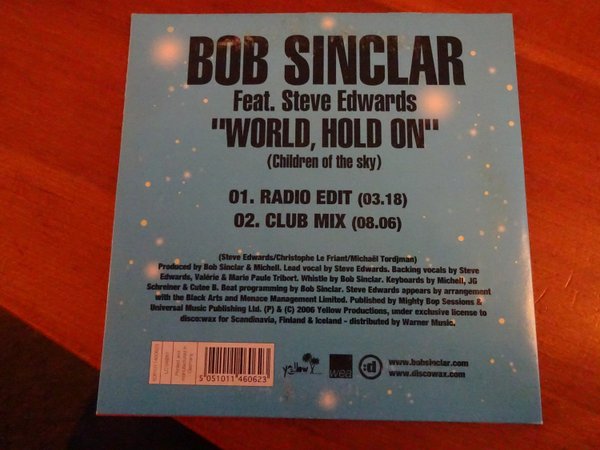 BOB SINCLAR
Feat. Steve Edwards
"WORLD, HOLD ON"
(Children of the sky)
01. RADIO EDIT (03.18)
02. CLUB MIX (08.06)
(Steve Edwards/Christophe Le Friant/Michaël Tordjman)
Produced by Bob Sinclar & Michell. Lead vocal by Steve Edwards. Backing vocals by Steve
Edwards, Valérie & Marie Paule Tribort. Whistle by Bob Sinclar. Keyboards by Michell, JG
Schreiner & Cutee B. Beat programming by Bob Sinclar. Steve Edwards appears by arrangement
with the Black Arts and Menace Management Limited. Published by Mighty Bop Sessions &
Universal Music Publishing Ltd. (P) & (C) 2006 Yellow Productions, under exclusive license to
disco:wax for Scandinavia, Finland & Iceland - distributed by Warner Music.
5 051011 460623
yellow
wea
:d
www.bobsinclar.com
www.discowax.com